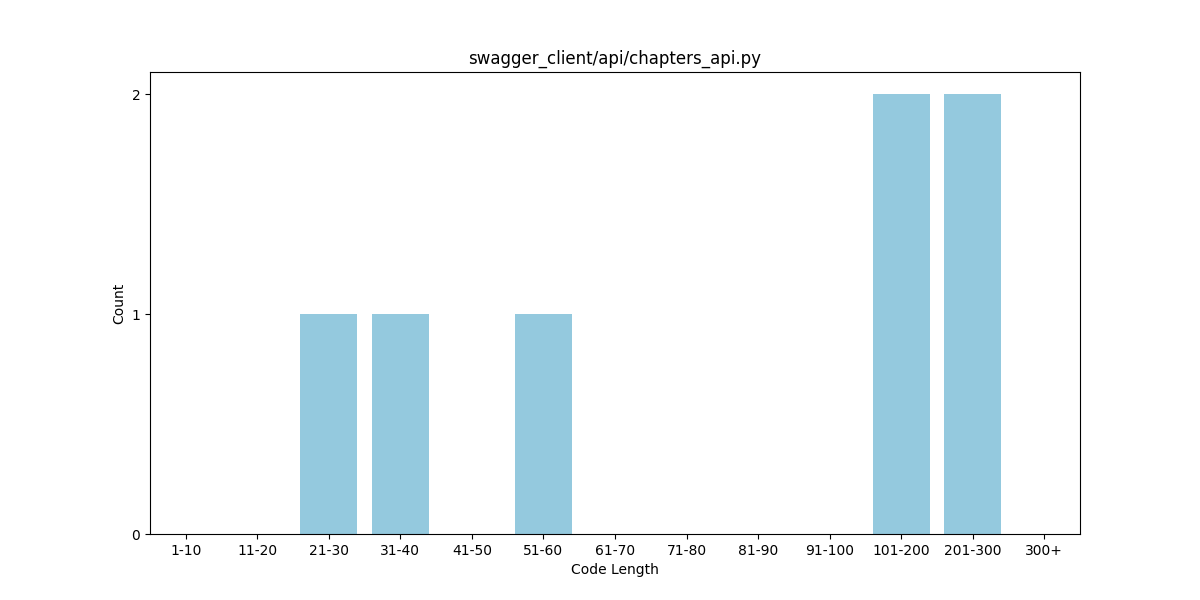 swagger_client/api/chapters_api.py
2
1
0
Count
1-10 11-20 21-30 31-40 41-50 51-60 61-70 71-80 81-90 91-100 101-200 201-300 300+
Code Length